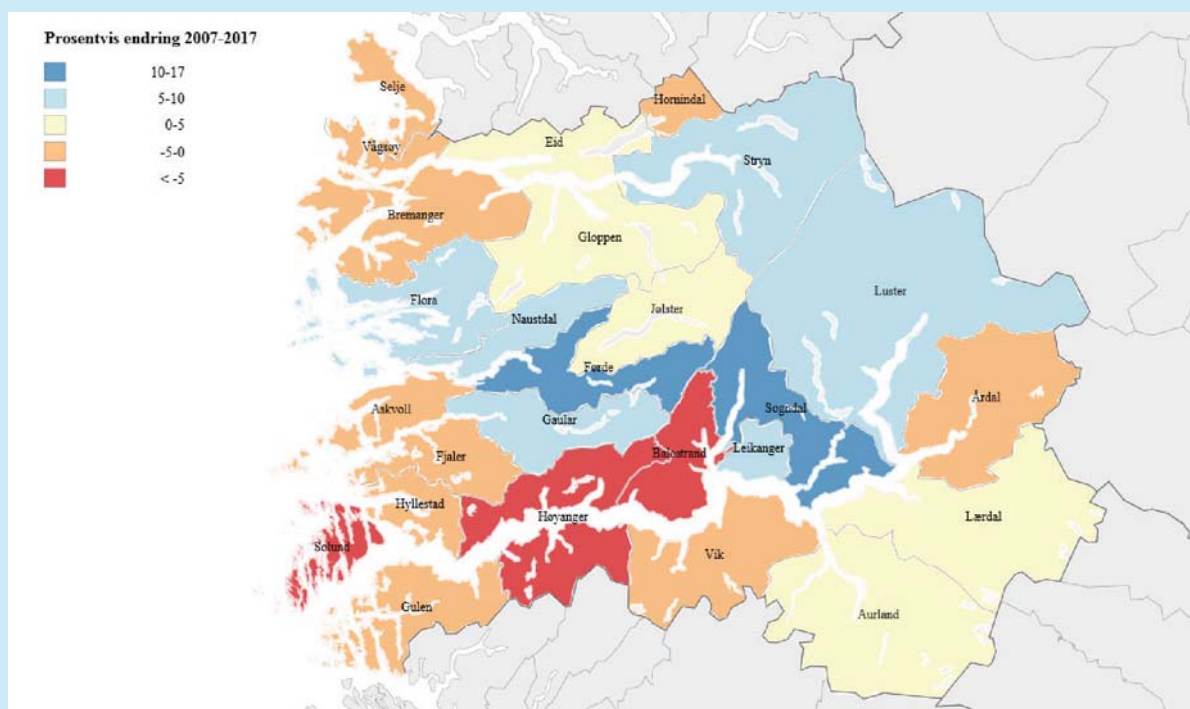 Prosentvis endring 2007-2017
10-17
5-10
0-5
-5-0
< -5
Selje
Hornindal
Vågsøy
Eid
Stryn
Bremanger
Gloppen
Luster
Flora
Jølster
Naustdal
Førde
Årdal
Askvoll
Sogndal
Gaular
Leikanger
Balestrand
Fjaler
Hyllestad
Høyanger
Lærdal
Solund
Vik
Gulen
Aurland